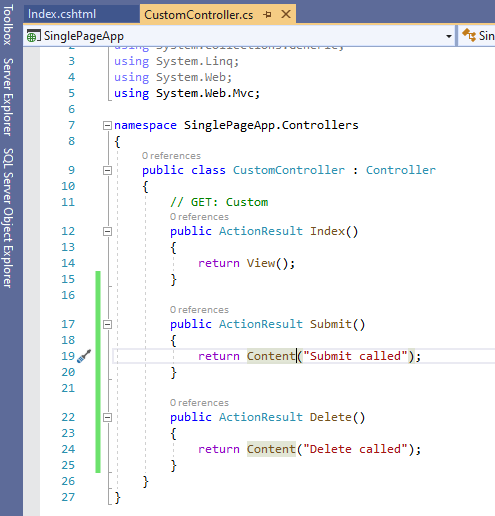 Index.cshtml
CustomController.cs
SinglePageApp
Toolbox
Server Explorer
SQL Server Object Explorer
2 using System.Collections.Generic;
3 using System.Linq;
4 using System.Web;
5 using System.Web.Mvc;
6
7 namespace SinglePageApp.Controllers
8 {
0 references
9 public class CustomController : Controller
10 {
11 // GET: Custom
0 references
12 public ActionResult Index()
13 {
14 return View();
15 }
16
0 references
17 public ActionResult Submit()
18 {
19 return Content("Submit called");
20 }
21
0 references
22 public ActionResult Delete()
23 {
24 return Content("Delete called");
25 }
26 }
27 }